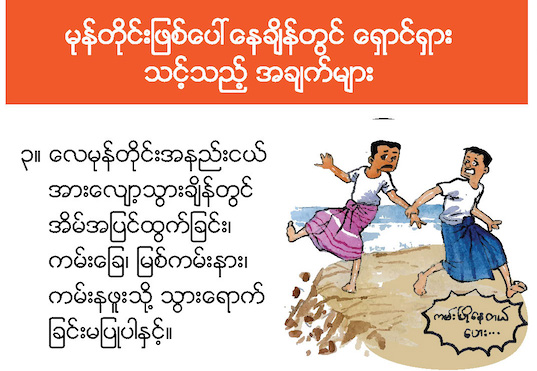 မုန်တိုင်းဖြစ်ပေါ်နေချိန်တွင် ရှောင်ရှား
သင့်သည့် အချက်များ
၃။ လေမုန်တိုင်းအနည်းငယ်
အားလျော့သွားချိန်တွင်
အိမ်အပြင်ထွက်ခြင်း၊
ကမ်းခြေ၊ မြစ်ကမ်းနား၊
ကမ်းနဖူးသို့ သွားရောက်
ခြင်းမပြုပါနှင့်။
ကမ်းပြိုနေတယ်
ဟေး...